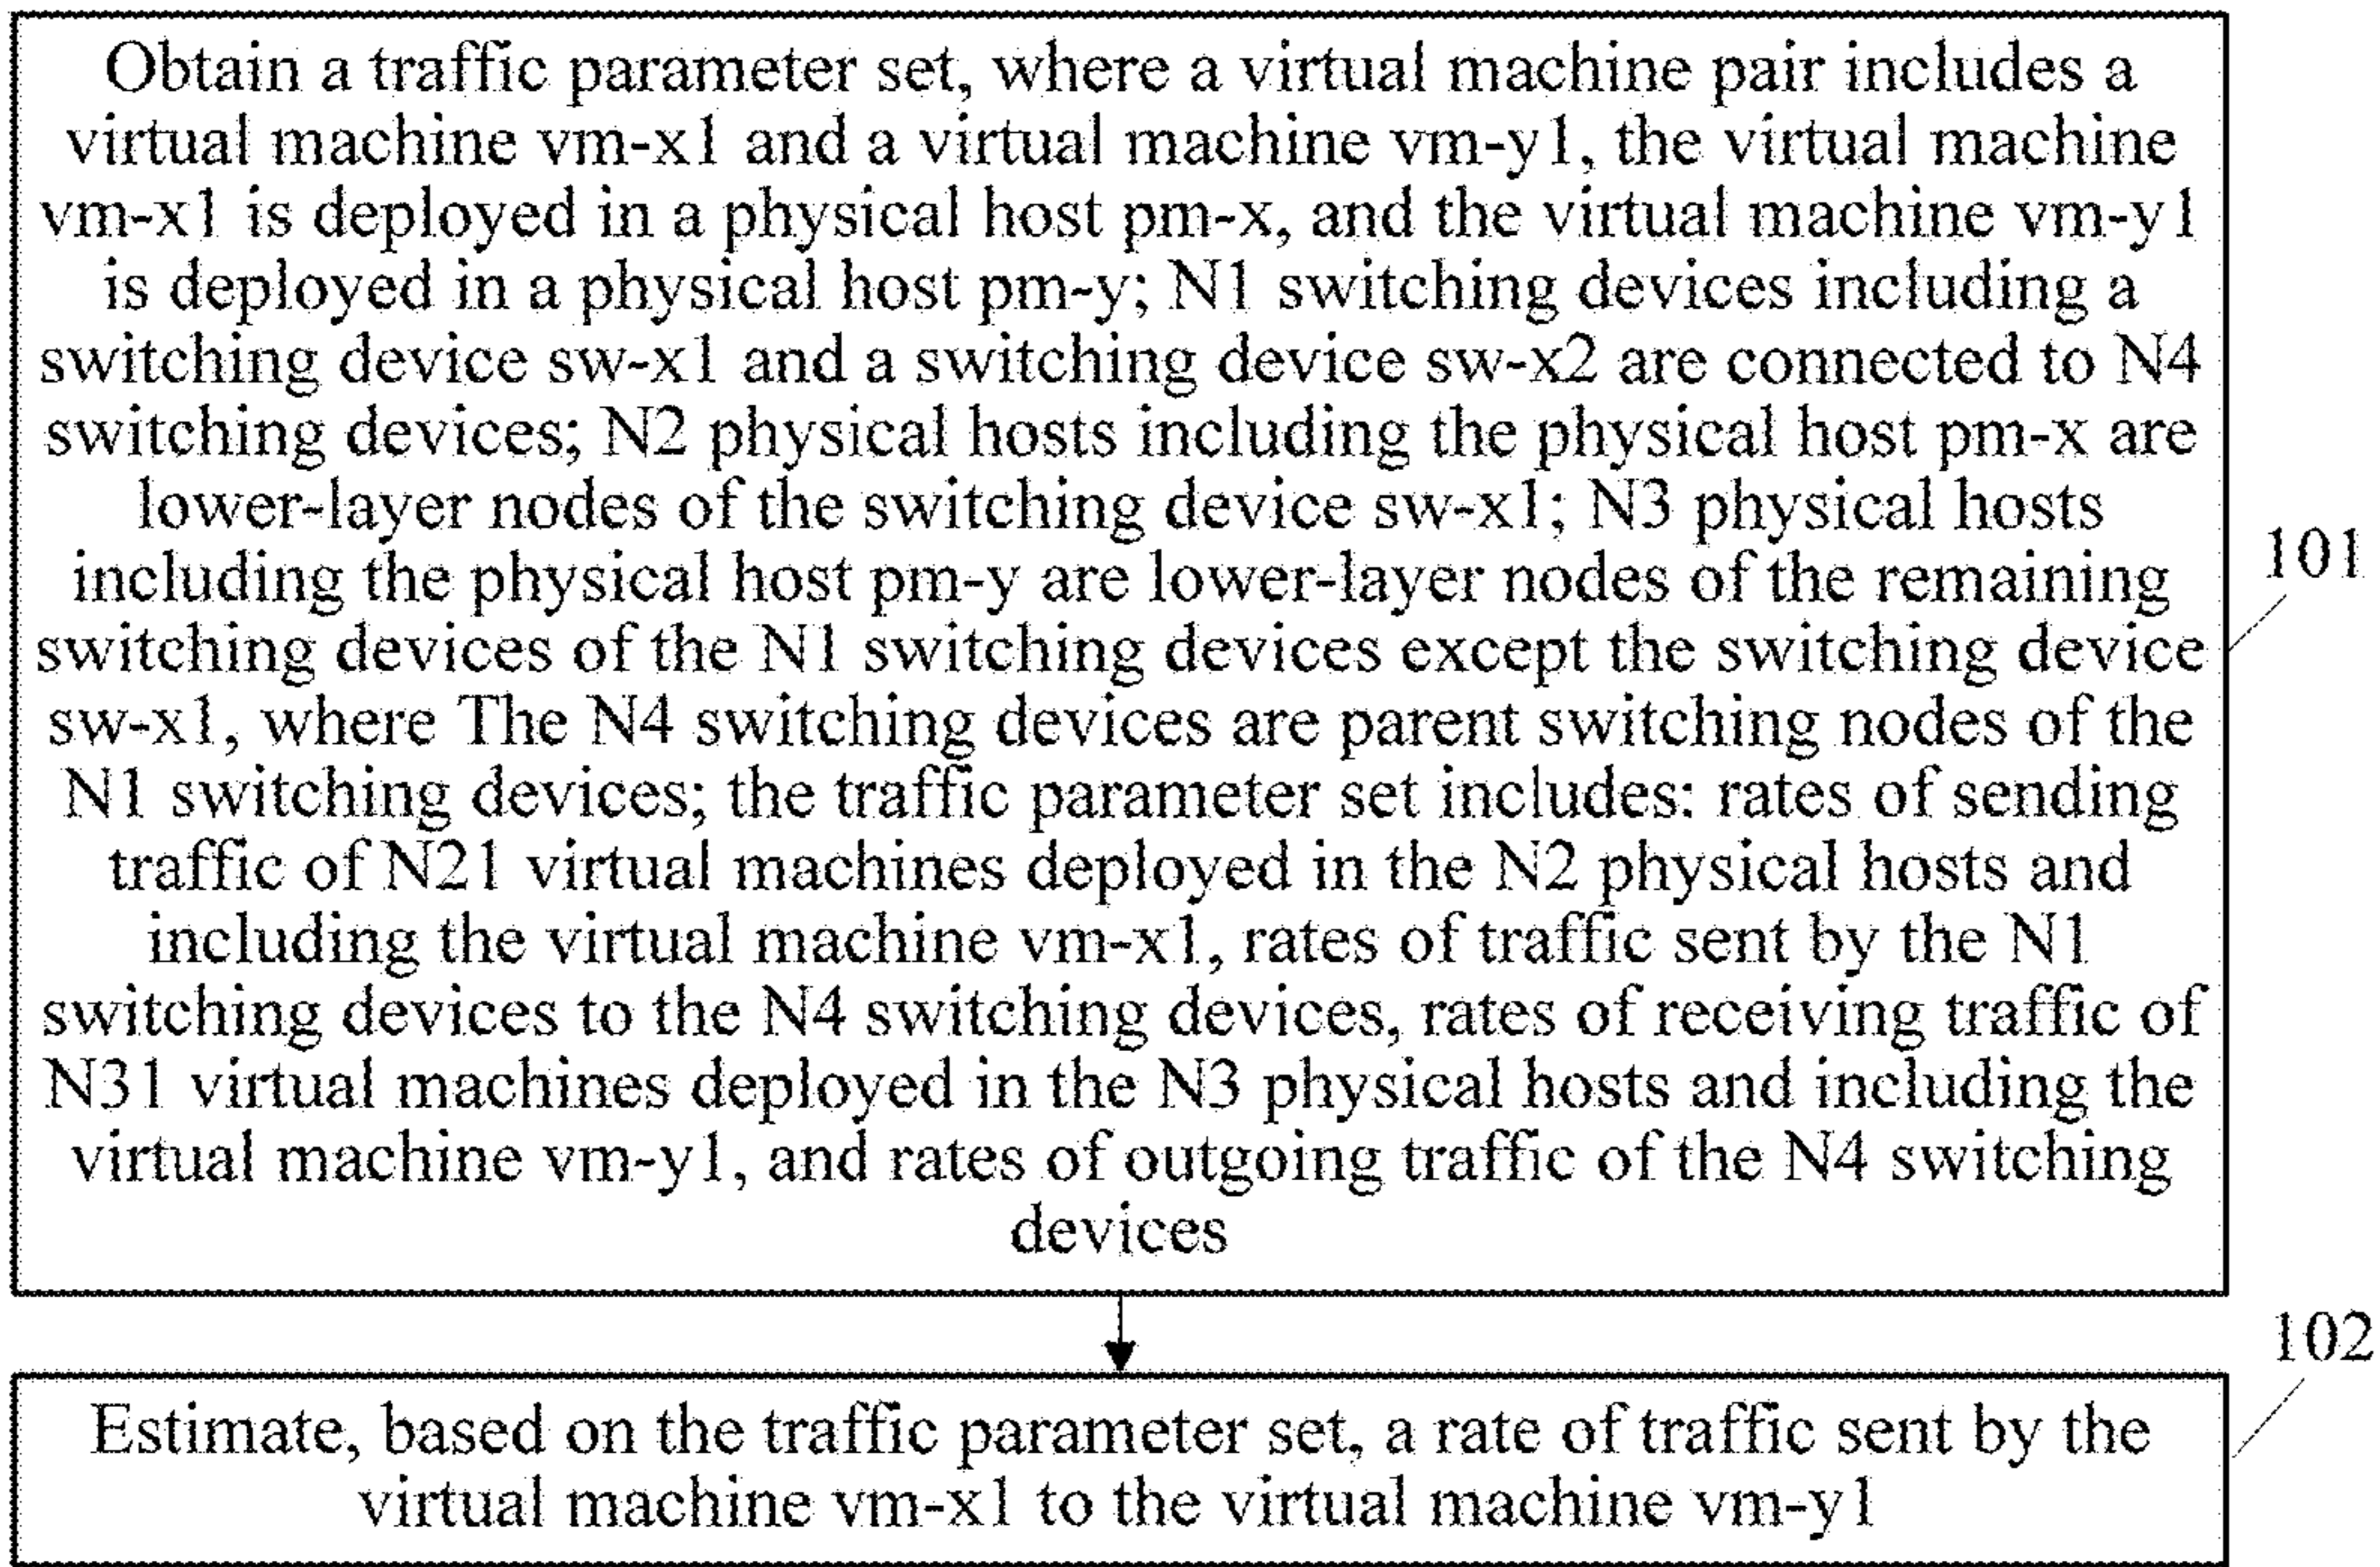 Obtain a traffic parameter set, where a virtual machine pair includes a
virtual machine vm-x1 and a virtual machine vm-y1, the virtual machine
vm-x1 is deployed in a physical host pm-x, and the virtual machine vm-y1
is deployed in a physical host pm-y; N1 switching devices including a
switching device sw-x1 and a switching device sw-x2 are connected to N4
switching devices; N2 physical hosts including the physical host pm-x are
lower-layer nodes of the switching device sw-x1; N3 physical hosts
including the physical host pm-y are lower-layer nodes of the remaining
switching devices of the N1 switching devices except the switching device
sw-x1, where The N4 switching devices are parent switching nodes of the
N1 switching devices; the traffic parameter set includes: rates of sending
traffic of N21 virtual machines deployed in the N2 physical hosts and
including the virtual machine vm-x1, rates of traffic sent by the N1
switching devices to the N4 switching devices, rates of receiving traffic of
N31 virtual machines deployed in the N3 physical hosts and including the
virtual machine vm-y1, and rates of outgoing traffic of the N4 switching
devices
101
102
Estimate, based on the traffic parameter set, a rate of traffic sent by the
virtual machine vm-x1 to the virtual machine vm-y1